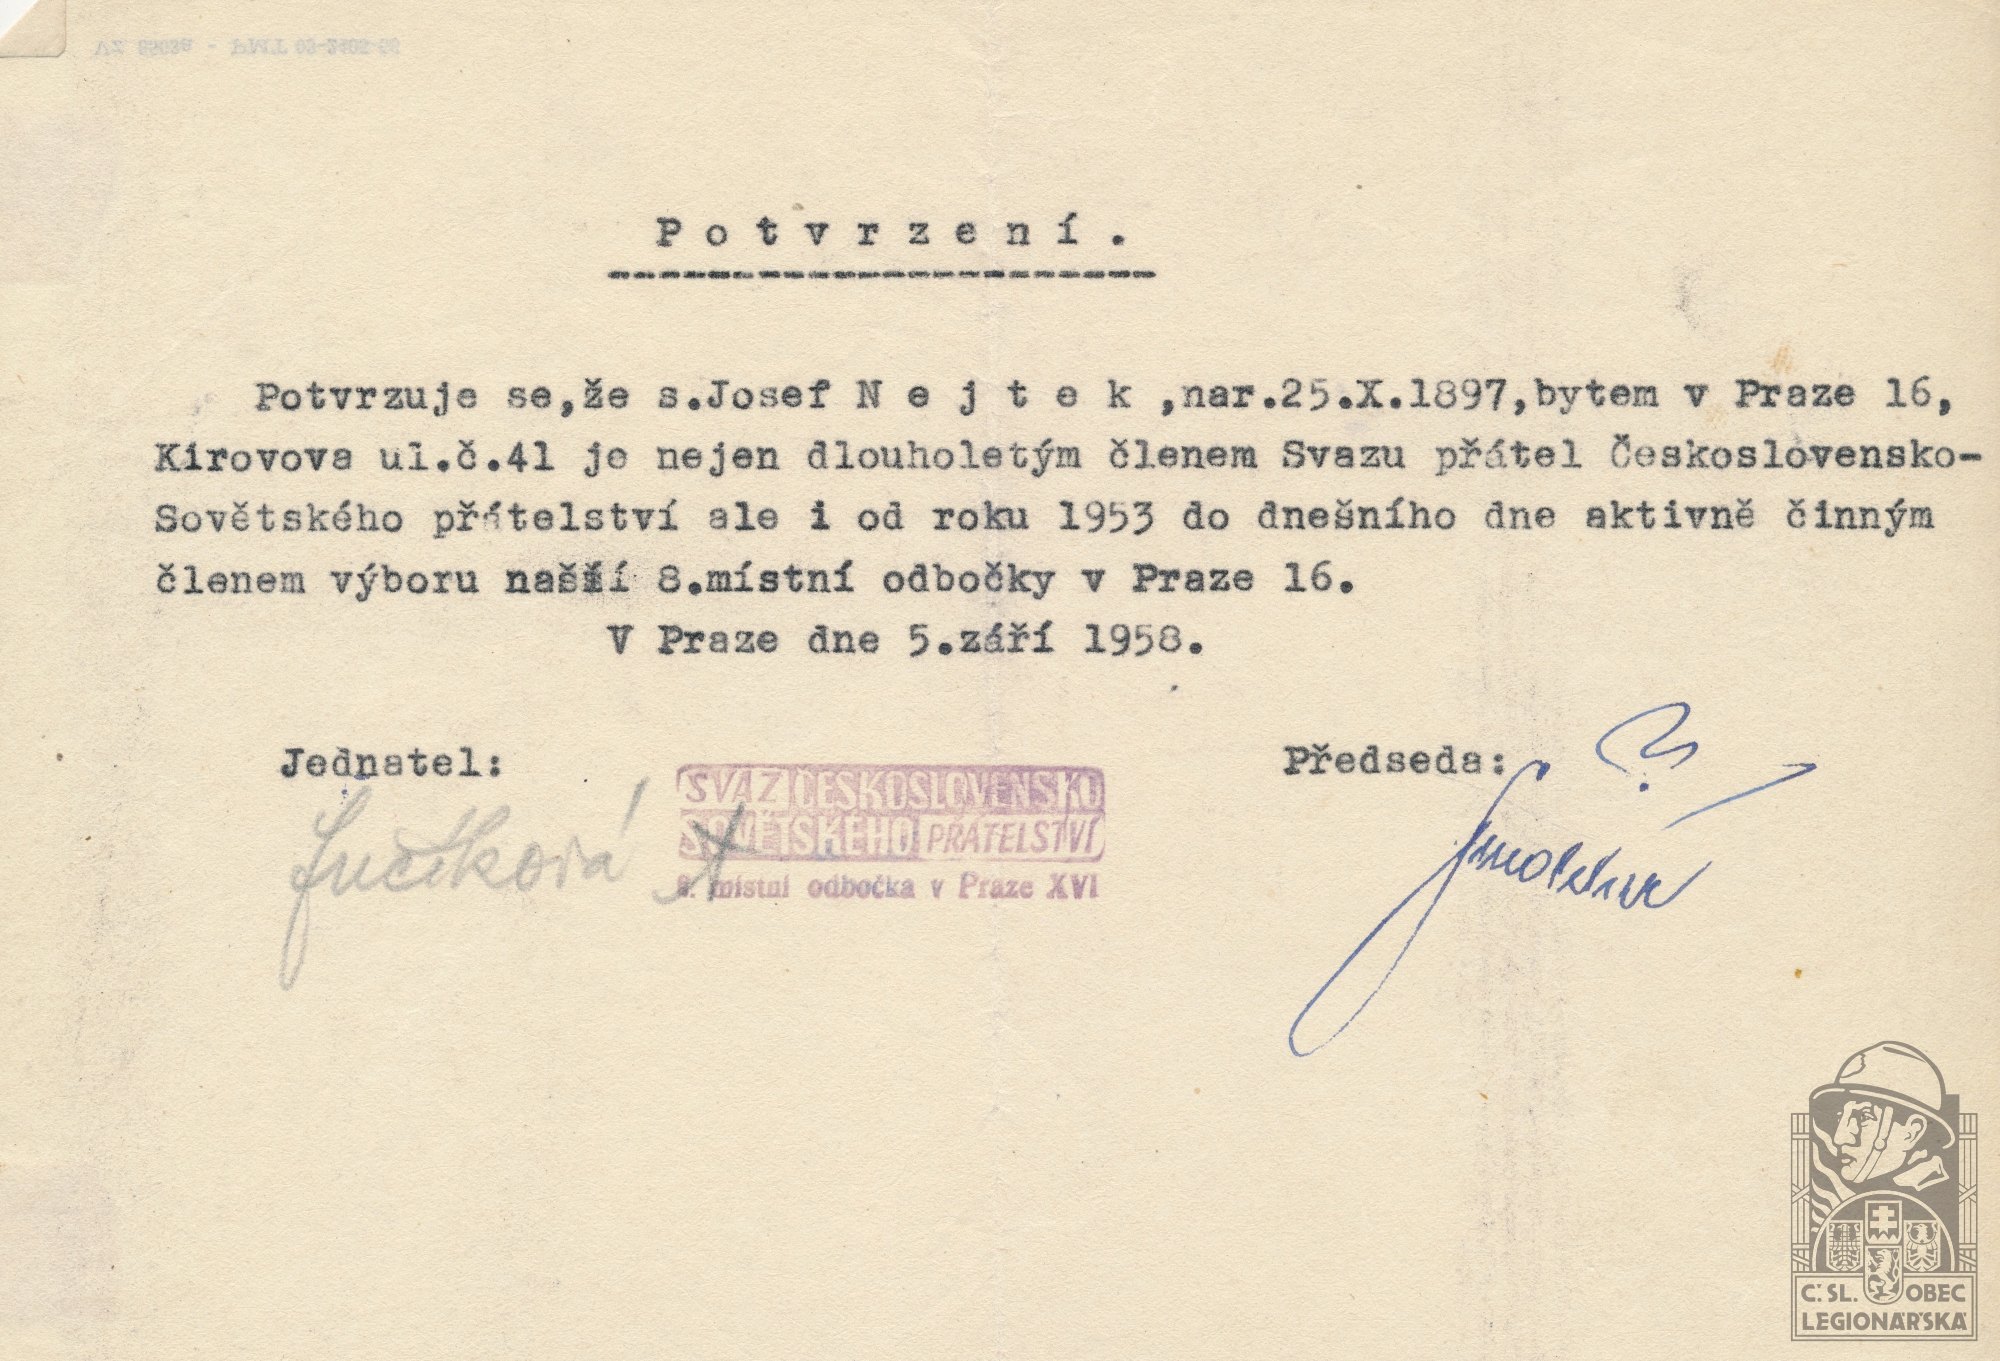 P o t v r z e n í .
Potvrzuje se,že s.Josef N e j t e k ,nar.25.X.1897,bytem v Praze 16,
Kirovova ul.č.41 je nejen dlouholetým členem Svazu přátel Československo-
Sovětského přátelství ale i od roku 1953 do dnešního dne aktivně činným
členem výboru naší 8.místní odbočky v Praze 16.
V Praze dne 5.září 1958.
Jednatel:
Předseda:
SVAZ ČESKOSLOVENSKO
SOVĚTSKÉHO PŘÁTELSTVÍ
8. místní odbočka v Praze XVI
Č.SL. OBEC
LEGIONÁŘSKÁ